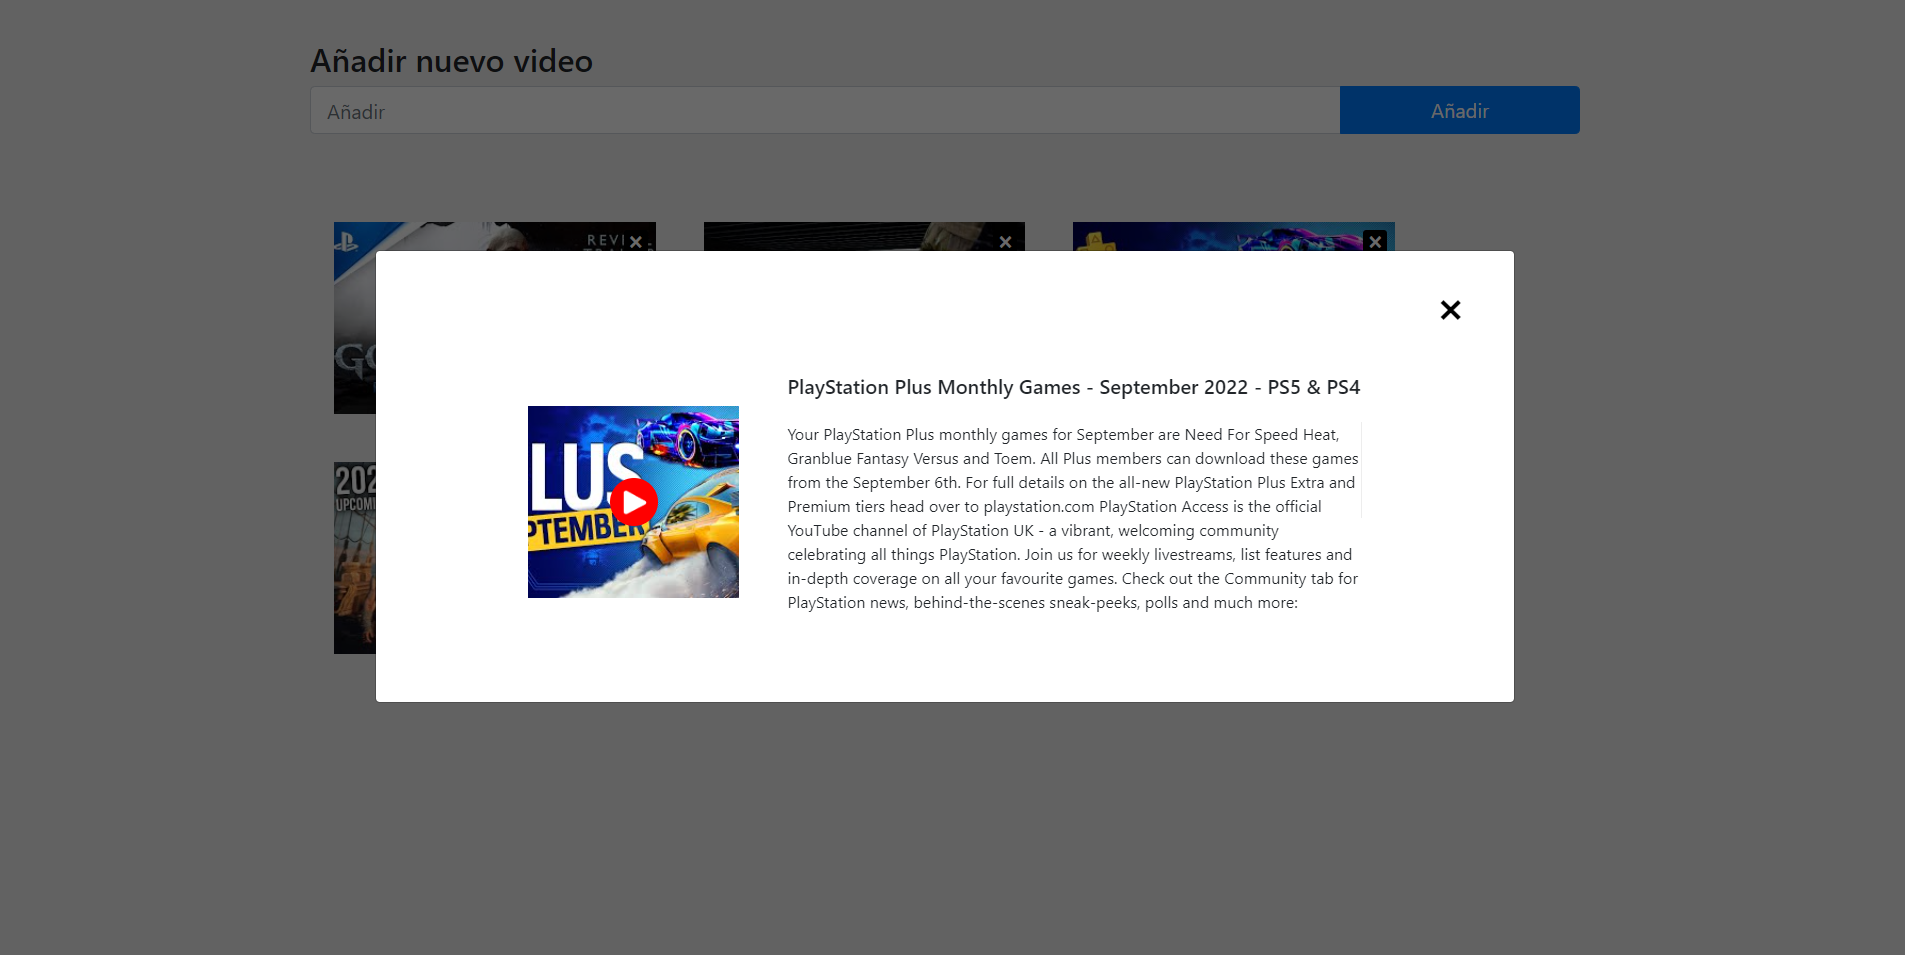 Añadir nuevo video
Añadir
Añadir
REVI
GO
202
UPCOMI
PlayStation Plus Monthly Games - September 2022 - PS5 & PS4
LUS
PTEMBER
Your PlayStation Plus monthly games for September are Need For Speed Heat,
Granblue Fantasy Versus and Toem. All Plus members can download these games
from the September 6th. For full details on the all-new PlayStation Plus Extra and
Premium tiers head over to playstation.com PlayStation Access is the official
YouTube channel of PlayStation UK - a vibrant, welcoming community
celebrating all things PlayStation. Join us for weekly livestreams, list features and
in-depth coverage on all your favourite games. Check out the Community tab for
PlayStation news, behind-the-scenes sneak-peeks, polls and much more: